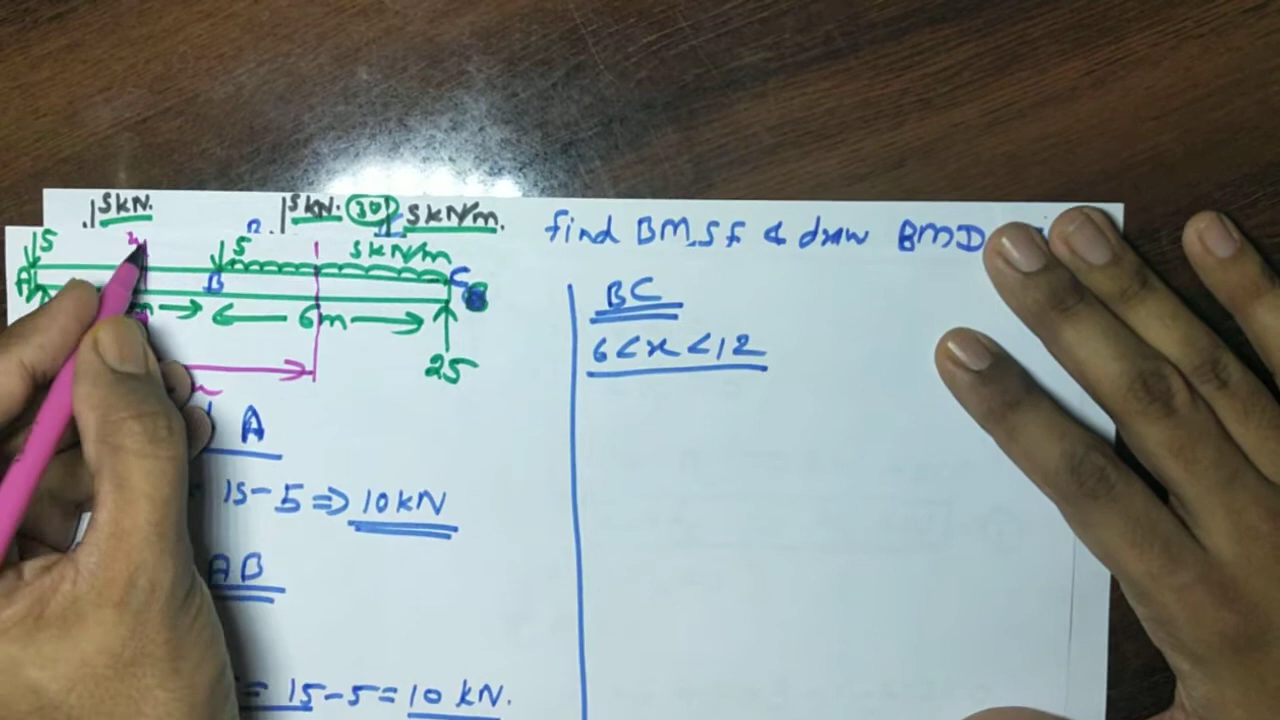 5kN. 5kN. 30 5kN/m.
find BM, SF & draw BMD
5 5 5kN/m
A B C
6m
25
BC
6<x<12
A
15-5=>10kN
AB
= 15-5=10 kN.